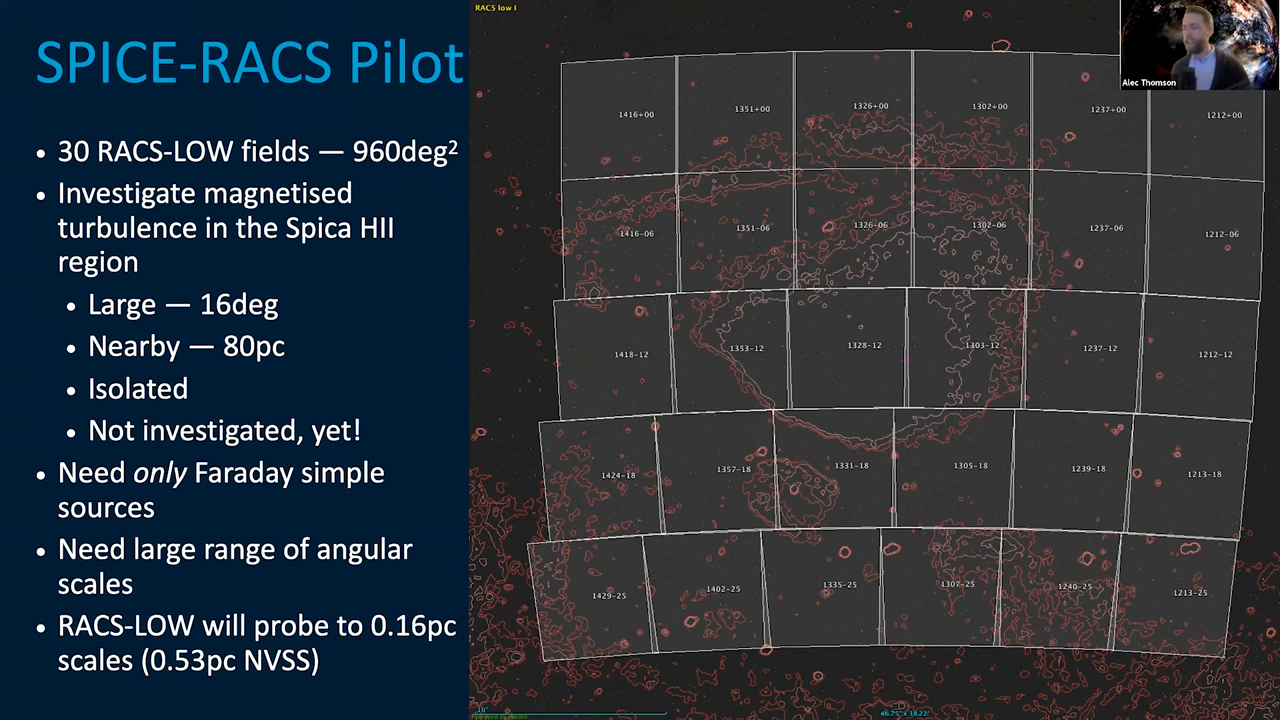 SPICE-RACS Pilot
• 30 RACS-LOW fields — 960deg²
• Investigate magnetised
turbulence in the Spica HII
region
• Large — 16deg
• Nearby — 80pc
• Isolated
• Not investigated, yet!
• Need only Faraday simple
sources
• Need large range of angular
scales
• RACS-LOW will probe to 0.16pc
scales (0.53pc NVSS)
RACS low I
Alec Thomson
1416+00
1351+00
1326+00
1302+00
1237+00
1212+00
1416-06
1351-06
1326-06
1302-06
1237-06
1212-06
1418-12
1353-12
1328-12
1303-12
1237-12
1212-12
1424-18
1357-18
1331-18
1305-18
1239-18
1213-18
1429-25
1402-25
1335-25
1307-25
1240-25
1213-25
10°
46.75° x 38.22°